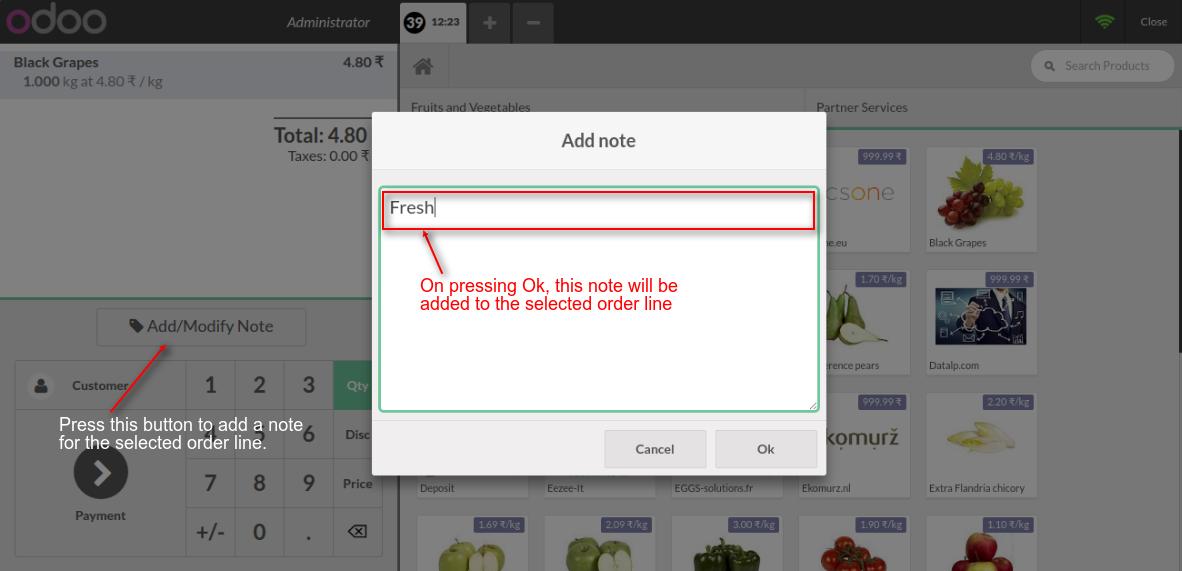 odoo
Administrator
39 12:23
+
−
Close
Black Grapes 4.80 ₹
1.000 kg at 4.80 ₹ / kg
Search Products
Fruits and Vegetables
Partner Services
Total: 4.80
Taxes: 0.00 ₹
Add note
Fresh
On pressing Ok, this note will be
added to the selected order line
Cancel
Ok
Add/Modify Note
Customer
1 2 3 Qty
4 5 6 Disc
7 8 9 Price
+/- 0 .
Press this button to add a note
for the selected order line.
Payment
999.99 ₹
csone
ne.eu
4.80 ₹/kg
Black Grapes
1.70 ₹/kg
erence pears
999.99 ₹
Datalp.com
999.99 ₹
ekomurż
2.20 ₹/kg
Deposit
Eezee-It
EGGS-solutions.fr
Ekomurz.nl
Extra Flandria chicory
1.69 ₹/kg
2.09 ₹/kg
3.00 ₹/kg
1.90 ₹/kg
1.10 ₹/kg